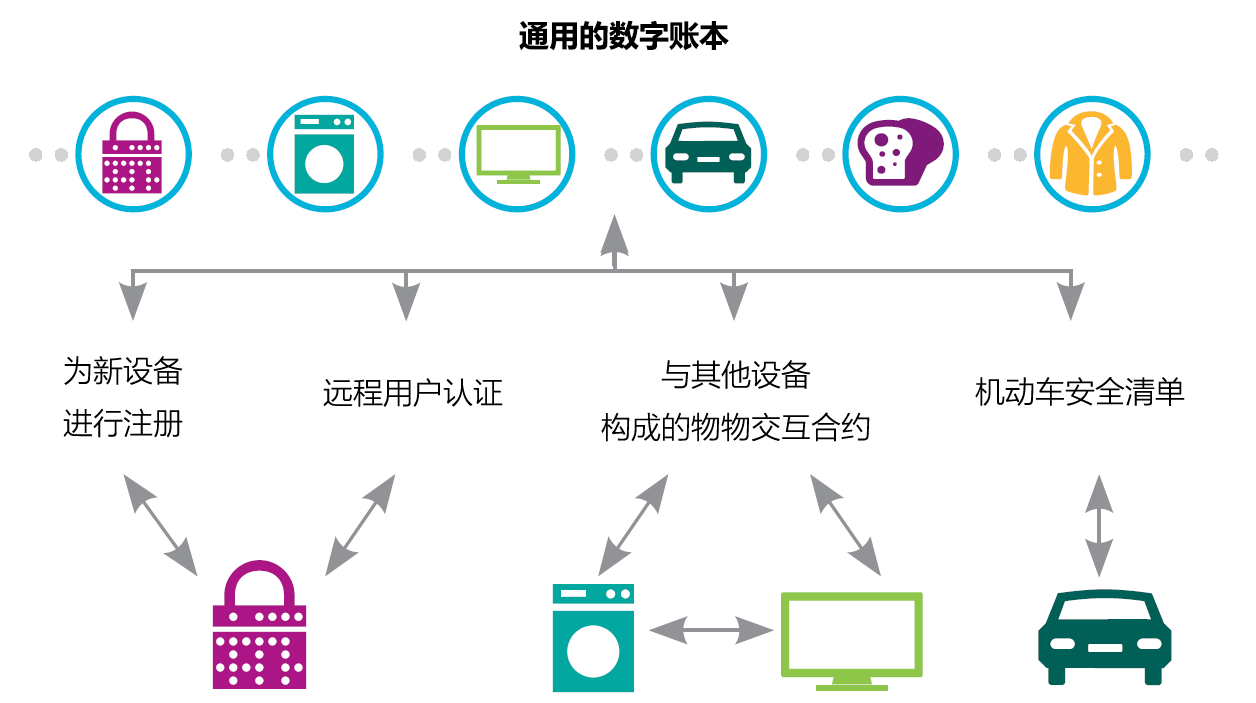 通用的数字账本
为新设备
进行注册
远程用户认证
与其他设备
构成的物物交互合约
机动车安全清单